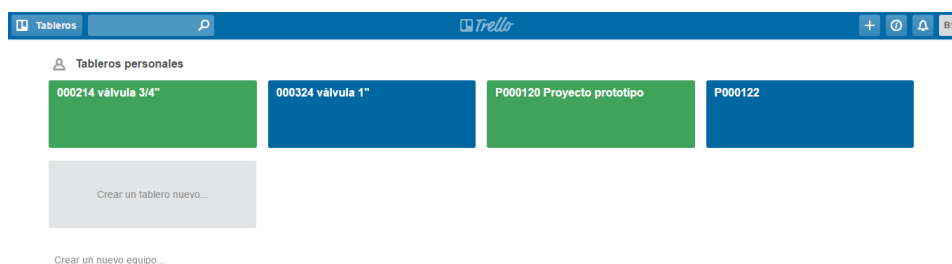 Tableros
Trello
Tableros personales
000214 válvula 3/4"
000324 válvula 1"
P000120 Proyecto prototipo
P000122
Crear un tablero nuevo...
Crear un nuevo equipo...